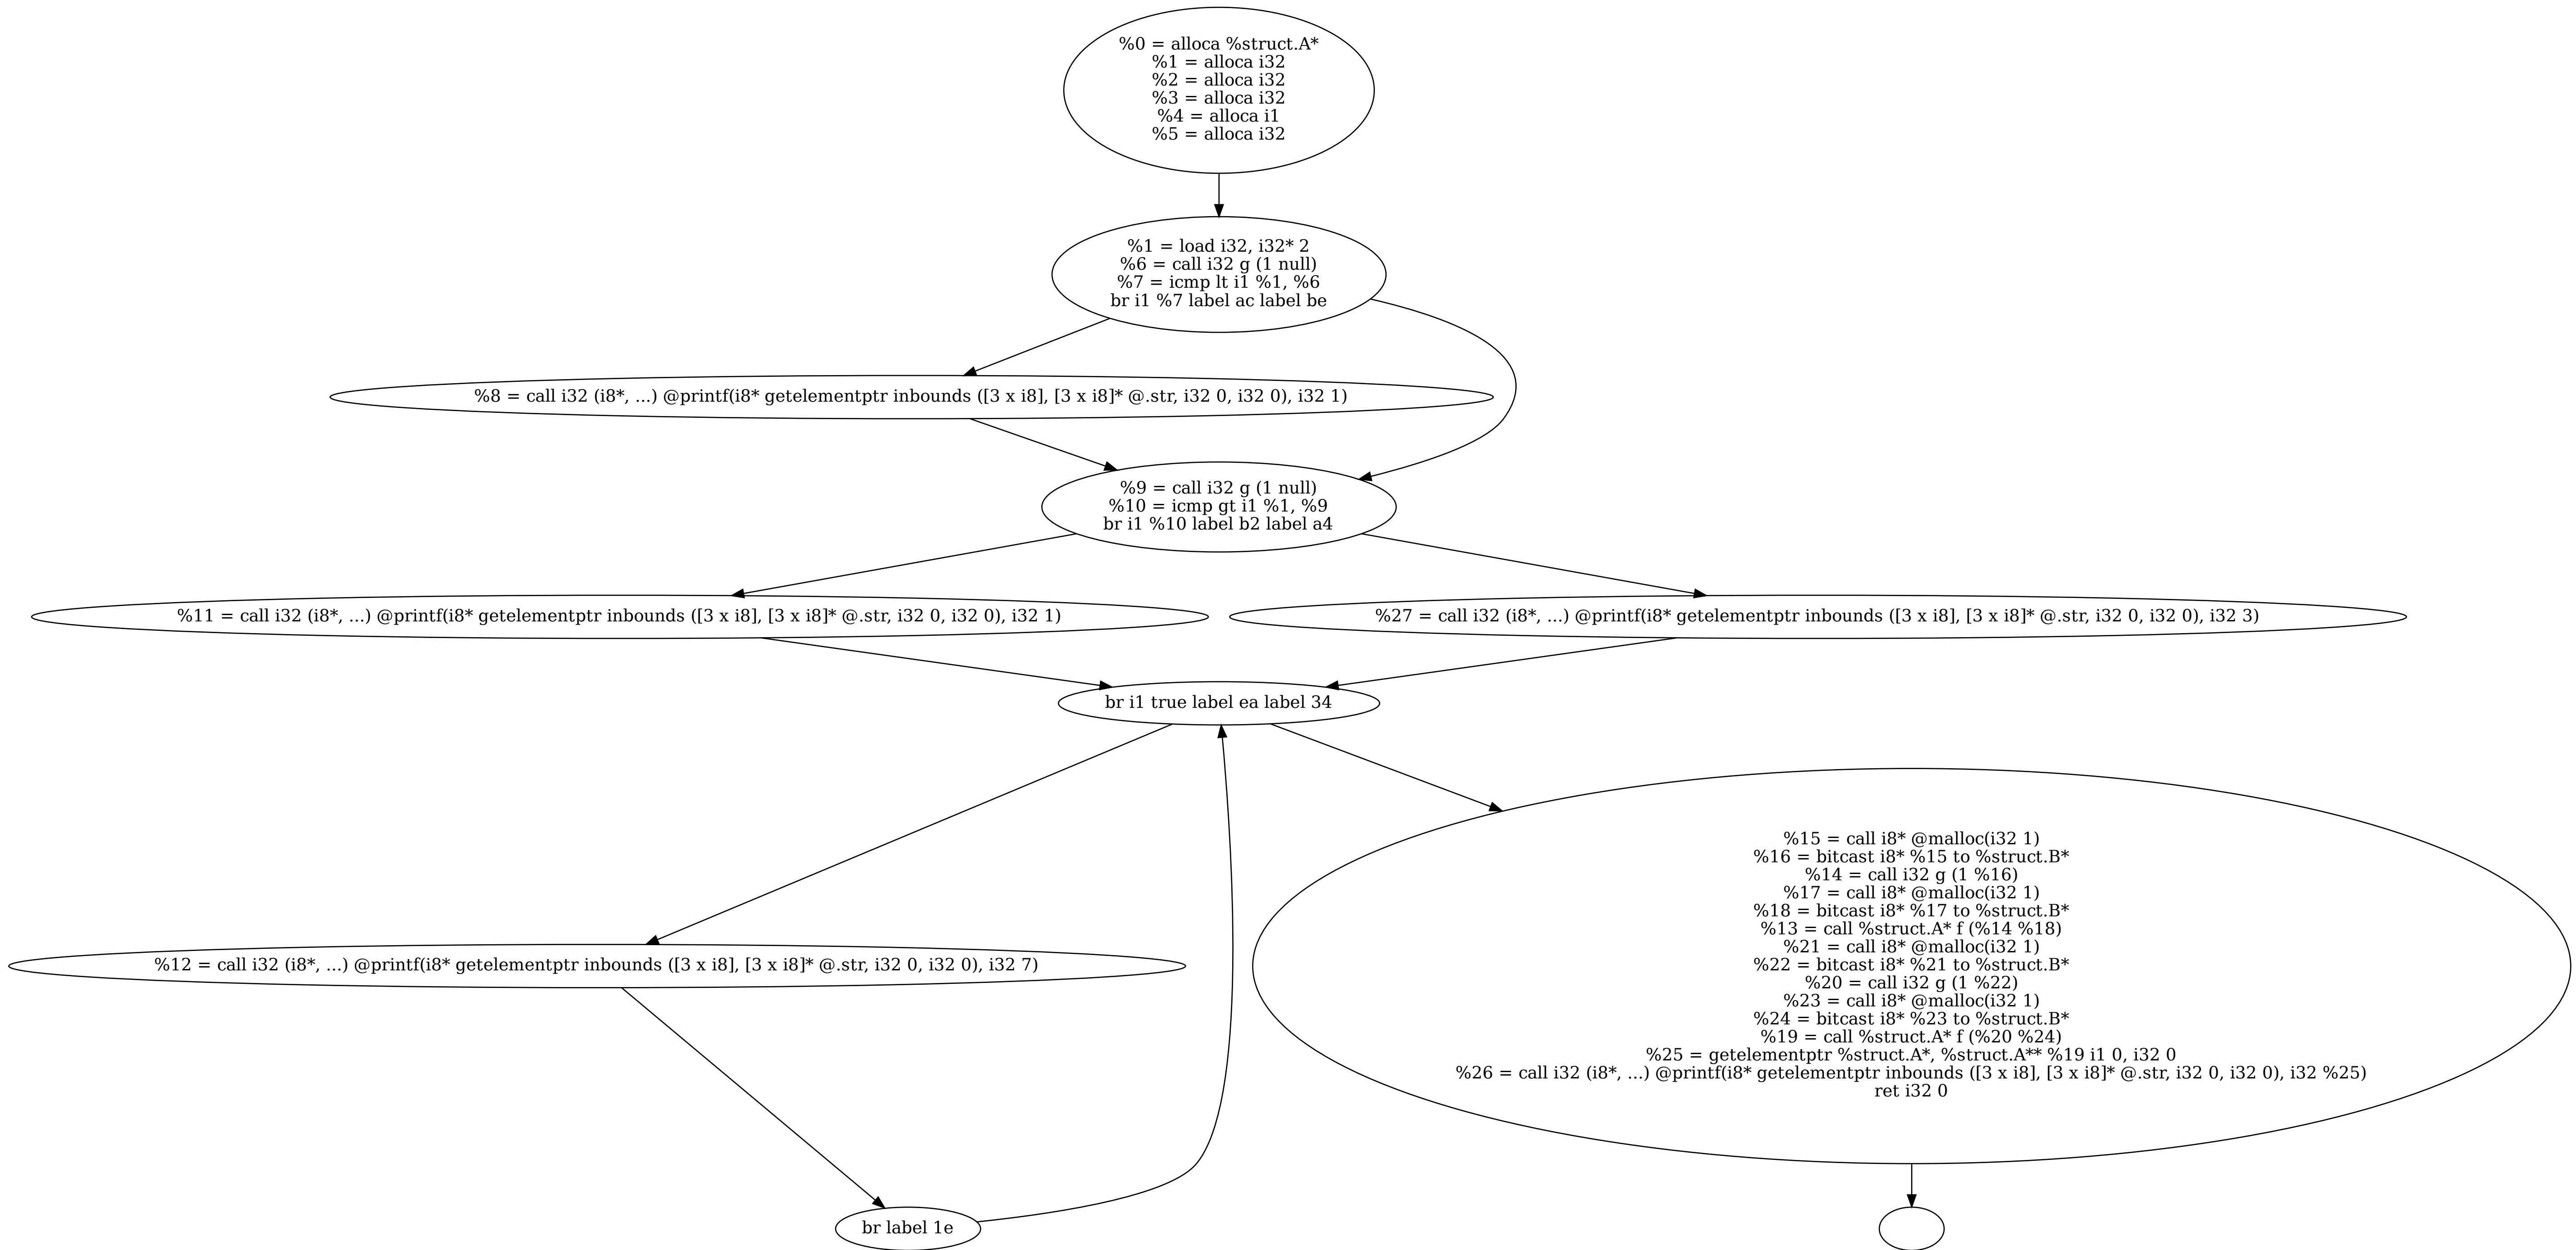 %0 = alloca %struct.A*
%1 = alloca i32
%2 = alloca i32
%3 = alloca i32
%4 = alloca i1
%5 = alloca i32
%1 = load i32, i32* 2
%6 = call i32 g (1 null)
%7 = icmp lt i1 %1, %6
br i1 %7 label ac label be
%8 = call i32 (i8*, ...) @printf(i8* getelementptr inbounds ([3 x i8], [3 x i8]* @.str, i32 0, i32 0), i32 1)
%9 = call i32 g (1 null)
%10 = icmp gt i1 %1, %9
br i1 %10 label b2 label a4
%11 = call i32 (i8*, ...) @printf(i8* getelementptr inbounds ([3 x i8], [3 x i8]* @.str, i32 0, i32 0), i32 1)
%27 = call i32 (i8*, ...) @printf(i8* getelementptr inbounds ([3 x i8], [3 x i8]* @.str, i32 0, i32 0), i32 3)
br i1 true label ea label 34
%12 = call i32 (i8*, ...) @printf(i8* getelementptr inbounds ([3 x i8], [3 x i8]* @.str, i32 0, i32 0), i32 7)
%15 = call i8* @malloc(i32 1)
%16 = bitcast i8* %15 to %struct.B*
%14 = call i32 g (1 %16)
%17 = call i8* @malloc(i32 1)
%18 = bitcast i8* %17 to %struct.B*
%13 = call %struct.A* f (%14 %18)
%21 = call i8* @malloc(i32 1)
%22 = bitcast i8* %21 to %struct.B*
%20 = call i32 g (1 %22)
%23 = call i8* @malloc(i32 1)
%24 = bitcast i8* %23 to %struct.B*
%19 = call %struct.A* f (%20 %24)
%25 = getelementptr %struct.A*, %struct.A** %19 i1 0, i32 0
%26 = call i32 (i8*, ...) @printf(i8* getelementptr inbounds ([3 x i8], [3 x i8]* @.str, i32 0, i32 0), i32 %25)
ret i32 0
br label 1e